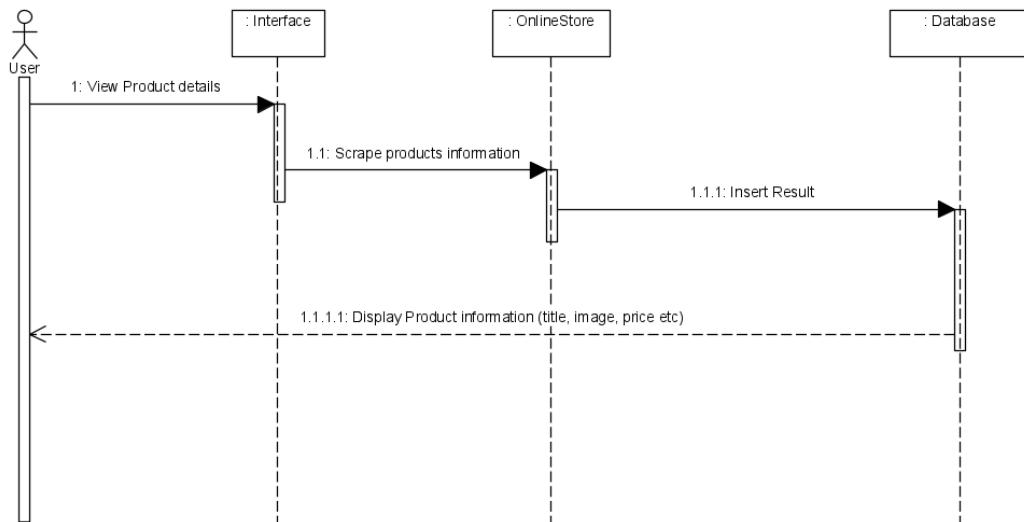 : Interface
: OnlineStore
: Database
User
1: View Product details
1.1: Scrape products information
1.1.1: Insert Result
1.1.1.1: Display Product information (title, image, price etc)